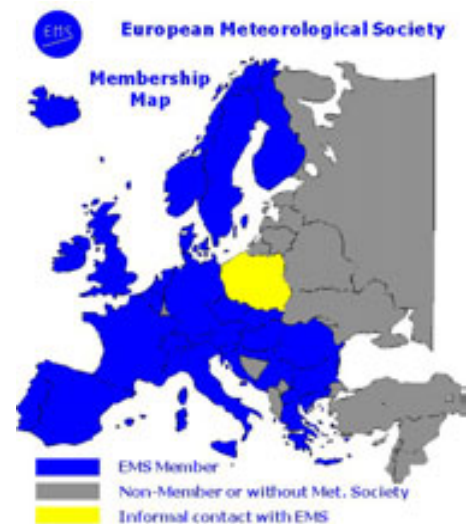 EMS
European Meteorological Society
Membership
Map
EMS Member
Non-Member or without Met. Society
Informal contact with EMS